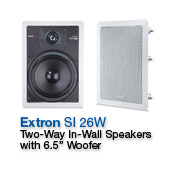 Extron SI 26W
Two-Way In-Wall Speakers
with 6.5" Woofer